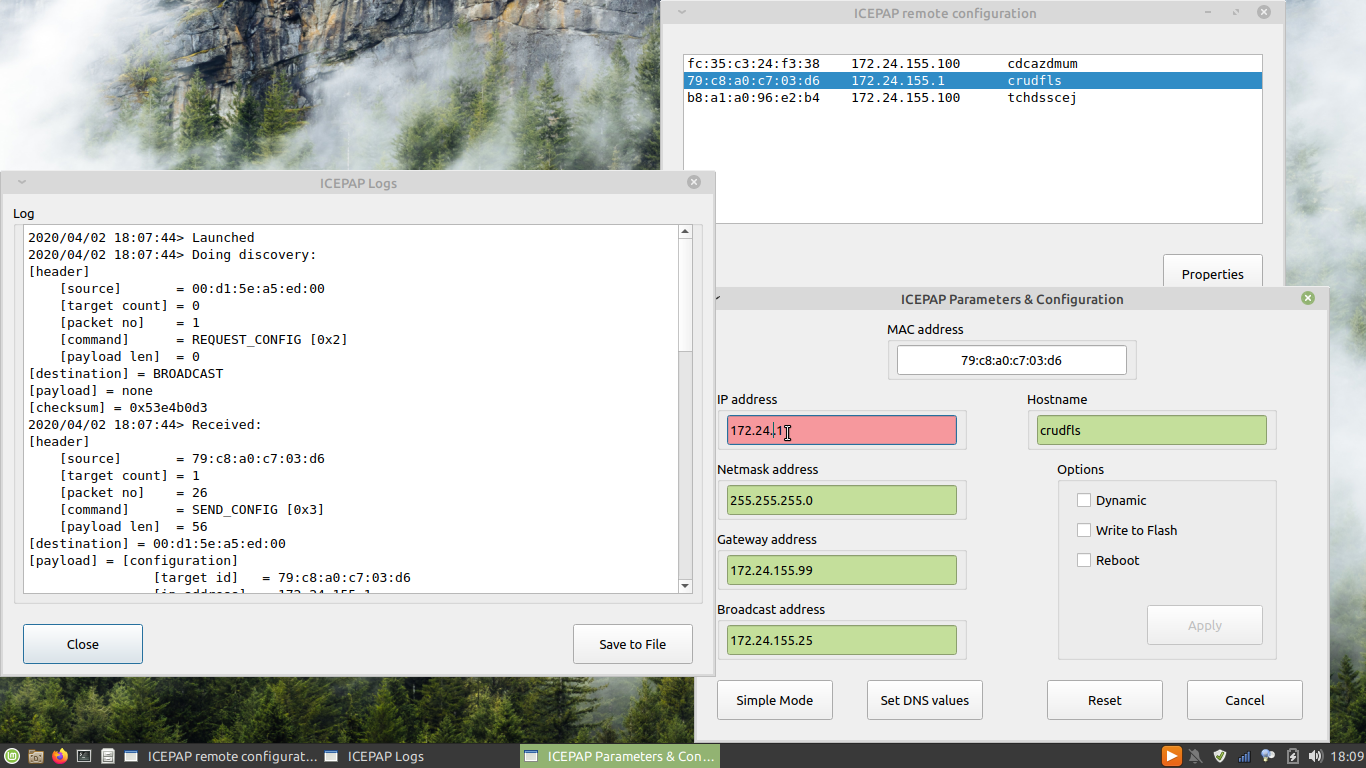 ICEPAP remote configuration
fc:35:c3:24:f3:38 172.24.155.100 cdcazdmum
79:c8:a0:c7:03:d6 172.24.155.1 crudfls
b8:a1:a0:96:e2:b4 172.24.155.100 tchdsscej
Properties
ICEPAP Logs
Log
2020/04/02 18:07:44> Launched
2020/04/02 18:07:44> Doing discovery:
[header]
[source] = 00:d1:5e:a5:ed:00
[target count] = 0
[packet no] = 1
[command] = REQUEST_CONFIG [0x2]
[payload len] = 0
[destination] = BROADCAST
[payload] = none
[checksum] = 0x53e4b0d3
2020/04/02 18:07:44> Received:
[header]
[source] = 79:c8:a0:c7:03:d6
[target count] = 1
[packet no] = 26
[command] = SEND_CONFIG [0x3]
[payload len] = 56
[destination] = 00:d1:5e:a5:ed:00
[payload] = [configuration]
[target id] = 79:c8:a0:c7:03:d6
[ip address] = 172.24.155.1
Close
Save to File
ICEPAP Parameters & Configuration
MAC address
79:c8:a0:c7:03:d6
IP address
172.24..1
Hostname
crudfls
Netmask address
255.255.255.0
Options
Dynamic
Write to Flash
Reboot
Gateway address
172.24.155.99
Broadcast address
172.24.155.25
Apply
Simple Mode
Set DNS values
Reset
Cancel
ICEPAP remote configurat...
ICEPAP Logs
ICEPAP Parameters & Con...
18:09